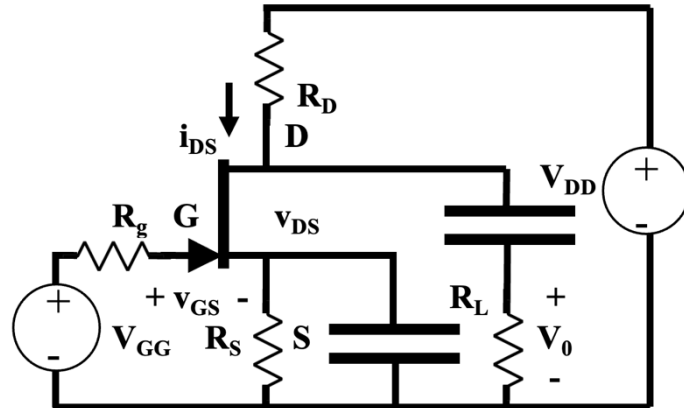 R_D
i_DS D
V_DD
+
-
R_g G v_DS
+ v_GS -
+
-
V_GG R_S S
R_L +
V_0
-